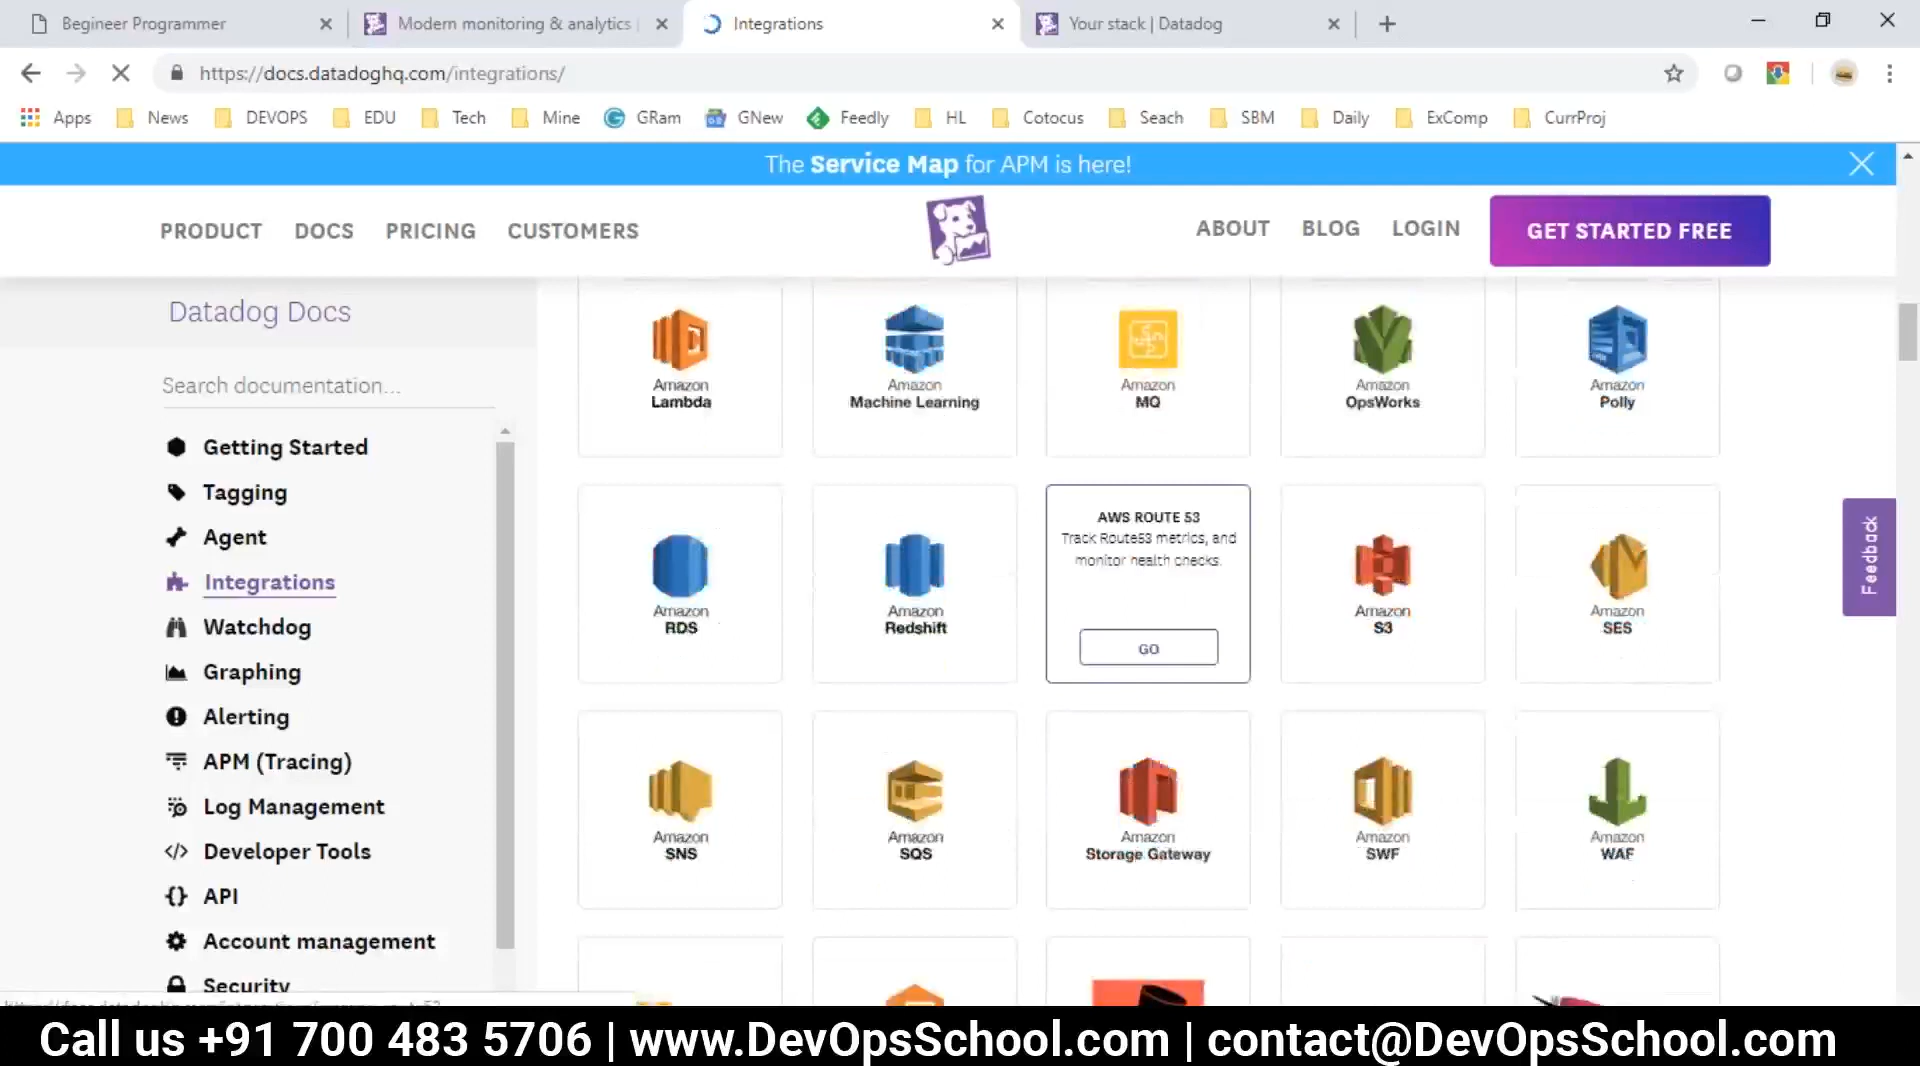 Begineer Programmer
Modern monitoring & analytics
Integrations
Your stack | Datadog
https://docs.datadoghq.com/integrations/
Apps
News
DEVOPS
EDU
Tech
Mine
GRam
GNew
Feedly
HL
Cotocus
Seach
SBM
Daily
ExComp
CurrProj
The Service Map for APM is here!
PRODUCT
DOCS
PRICING
CUSTOMERS
ABOUT
BLOG
LOGIN
GET STARTED FREE
Datadog Docs
Search documentation...
Getting Started
Tagging
Agent
Integrations
Watchdog
Graphing
Alerting
APM (Tracing)
Log Management
Developer Tools
API
Account management
Security
Amazon
Lambda
Amazon
Machine Learning
Amazon
MQ
Amazon
OpsWorks
Amazon
Polly
Amazon
RDS
Amazon
Redshift
AWS ROUTE 53
Track Route53 metrics, and
monitor health checks.
GO
Amazon
S3
Amazon
SES
Amazon
SNS
Amazon
SQS
Amazon
Storage Gateway
Amazon
SWF
Amazon
WAF
Feedback
Call us +91 700 483 5706 | www.DevOpsSchool.com | contact@DevOpsSchool.com